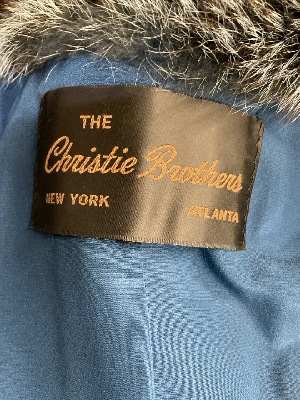 THE
Christie Brothers
NEW YORK ATLANTA